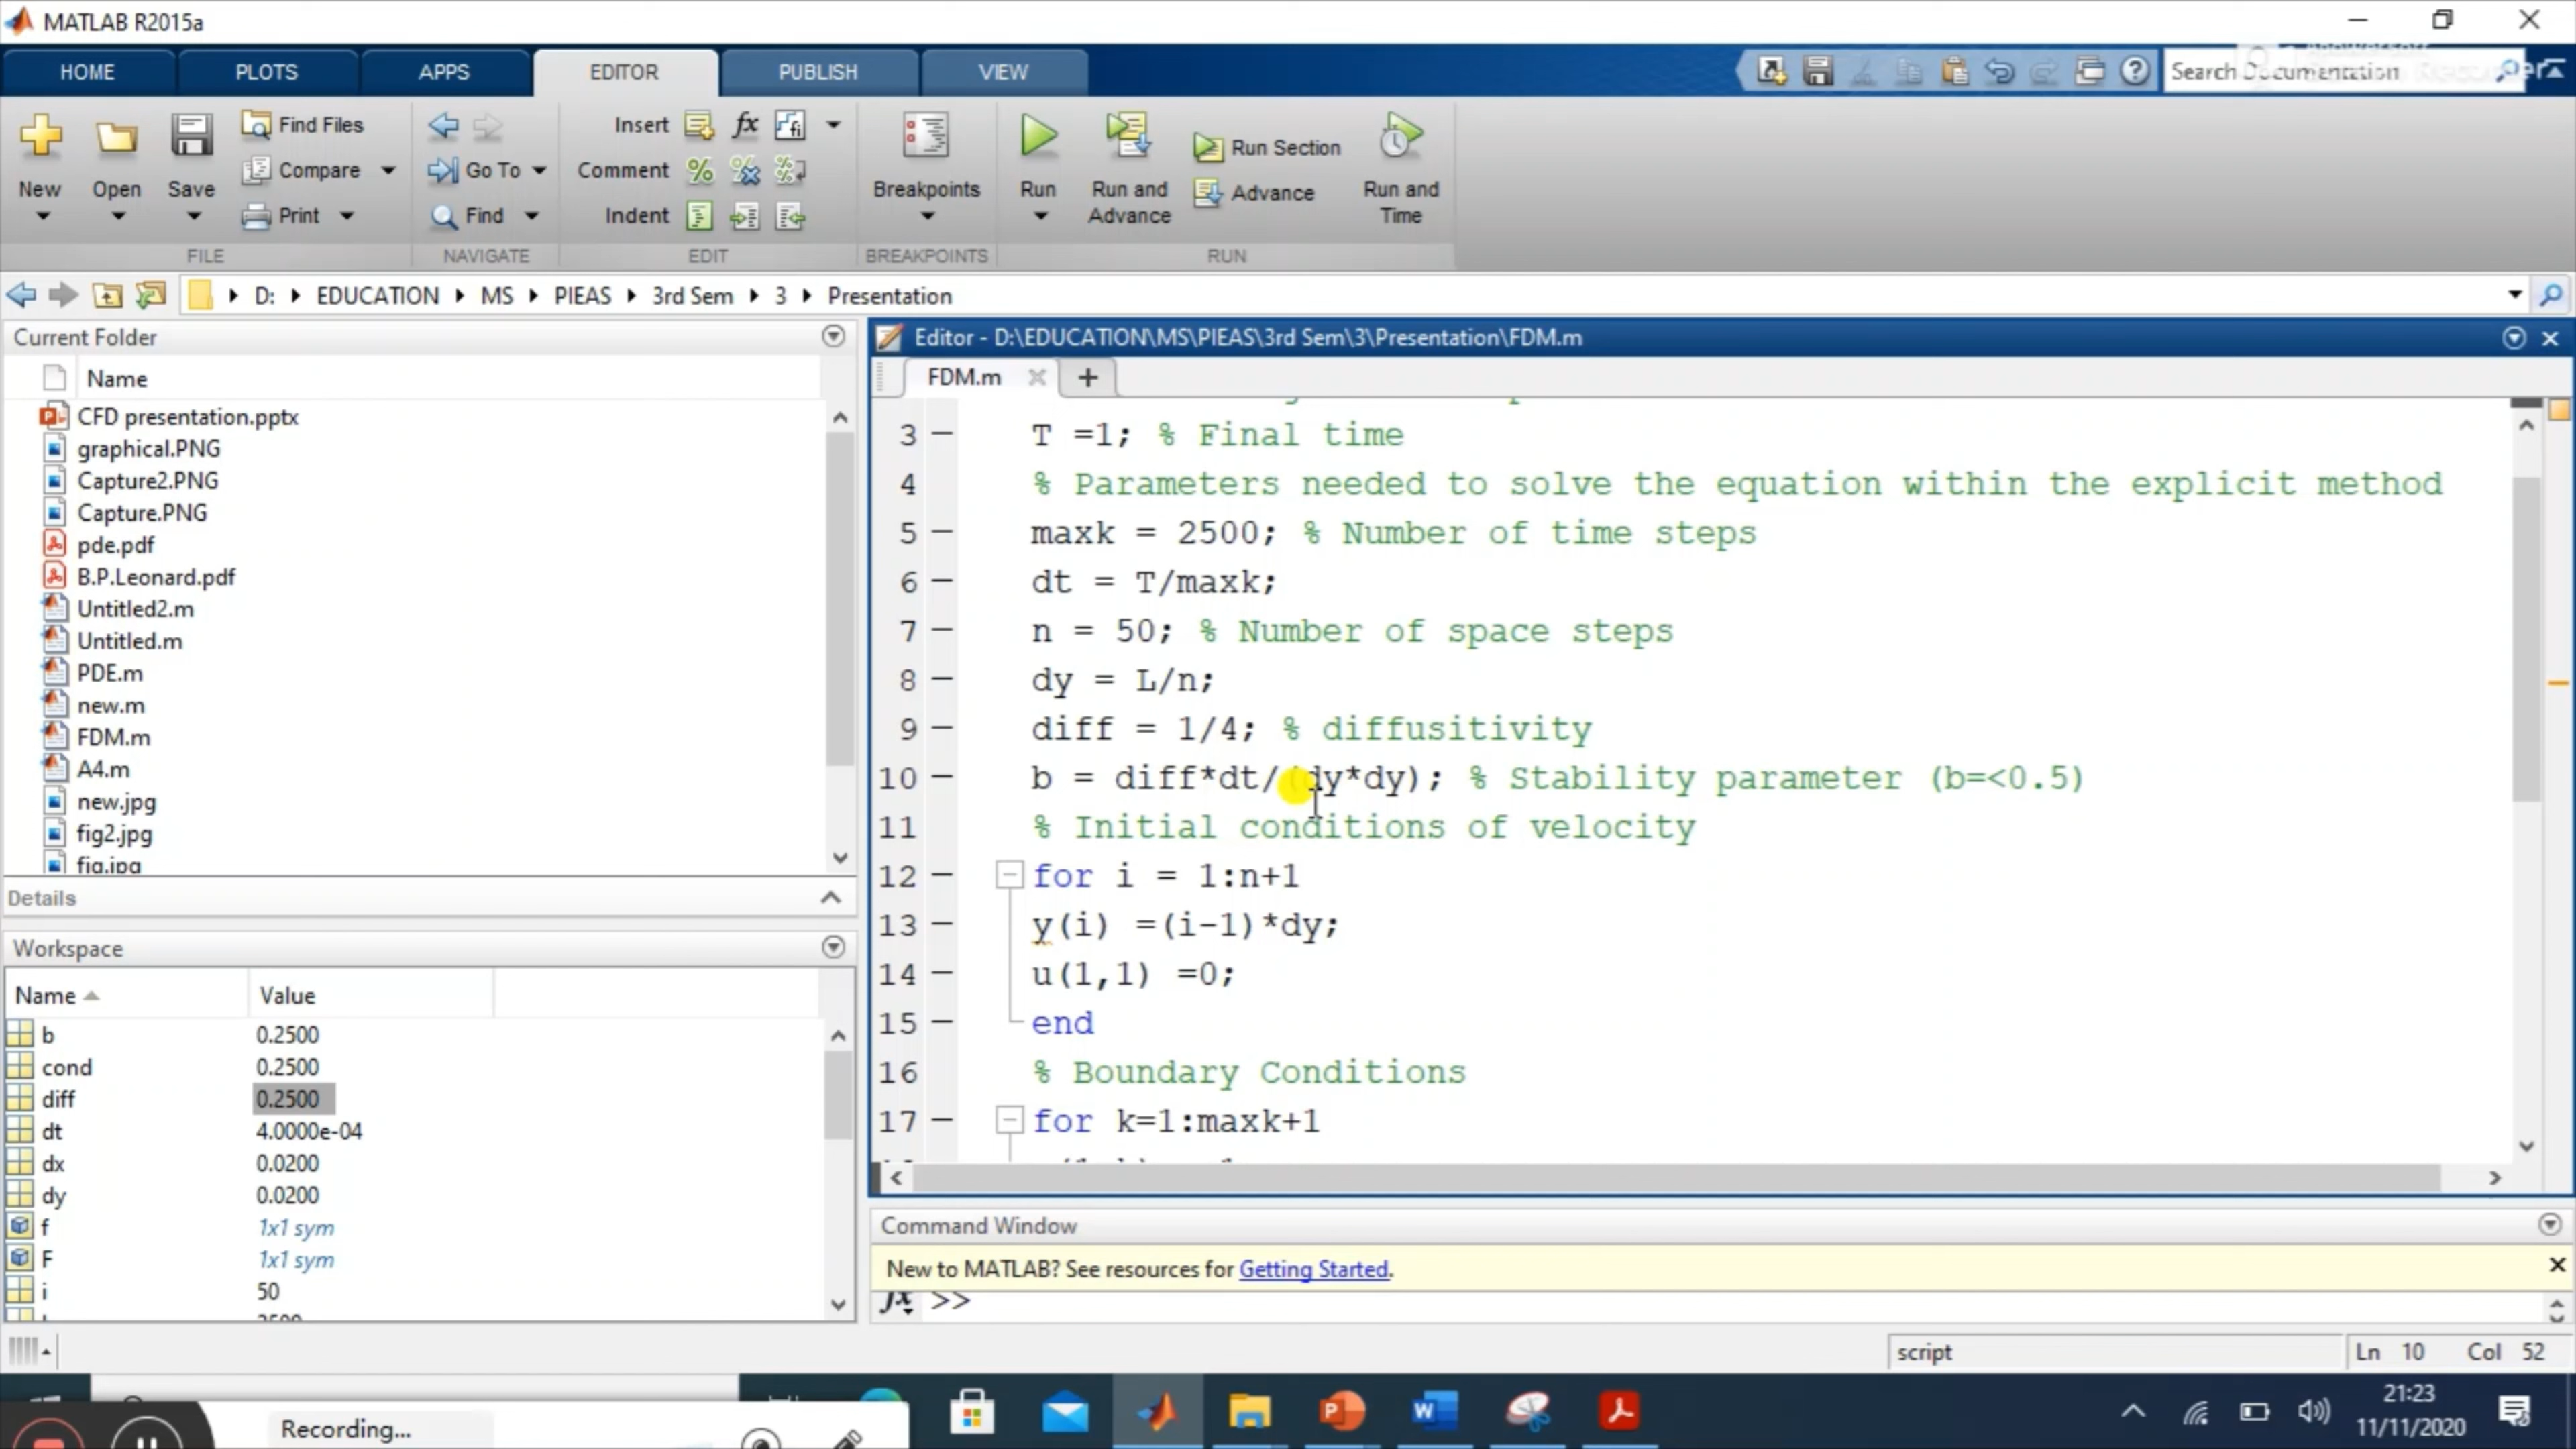 MATLAB R2015a
HOME PLOTS APPS EDITOR PUBLISH VIEW
Search Documentation
New
Open
Save
Find Files
Compare
Print
FILE
Go To
Find
NAVIGATE
Insert
Comment
Indent
EDIT
Breakpoints
BREAKPOINTS
Run
Run and
Advance
Run Section
Advance
Run and
Time
RUN
D: EDUCATION MS PIEAS 3rd Sem 3 Presentation
Current Folder
Name
CFD presentation.pptx
graphical.PNG
Capture2.PNG
Capture.PNG
pde.pdf
B.P.Leonard.pdf
Untitled2.m
Untitled.m
PDE.m
new.m
FDM.m
A4.m
new.jpg
fig2.jpg
fig.jpg
Details
Workspace
Name Value
b 0.2500
cond 0.2500
diff 0.2500
dt 4.0000e-04
dx 0.0200
dy 0.0200
f 1x1 sym
F 1x1 sym
i 50
Editor - D:\EDUCATION\MS\PIEAS\3rd Sem\3\Presentation\FDM.m
FDM.m
3 T =1; % Final time
4 % Parameters needed to solve the equation within the explicit method
5 maxk = 2500; % Number of time steps
6 dt = T/maxk;
7 n = 50; % Number of space steps
8 dy = L/n;
9 diff = 1/4; % diffusitivity
10 b = diff*dt/(dy*dy); % Stability parameter (b=<0.5)
11 % Initial conditions of velocity
12 for i = 1:n+1
13 y(i) =(i-1)*dy;
14 u(1,1) =0;
15 end
16 % Boundary Conditions
17 for k=1:maxk+1
Command Window
New to MATLAB? See resources for Getting Started.
fx >>
script Ln 10 Col 52
Recording...
21:23
11/11/2020